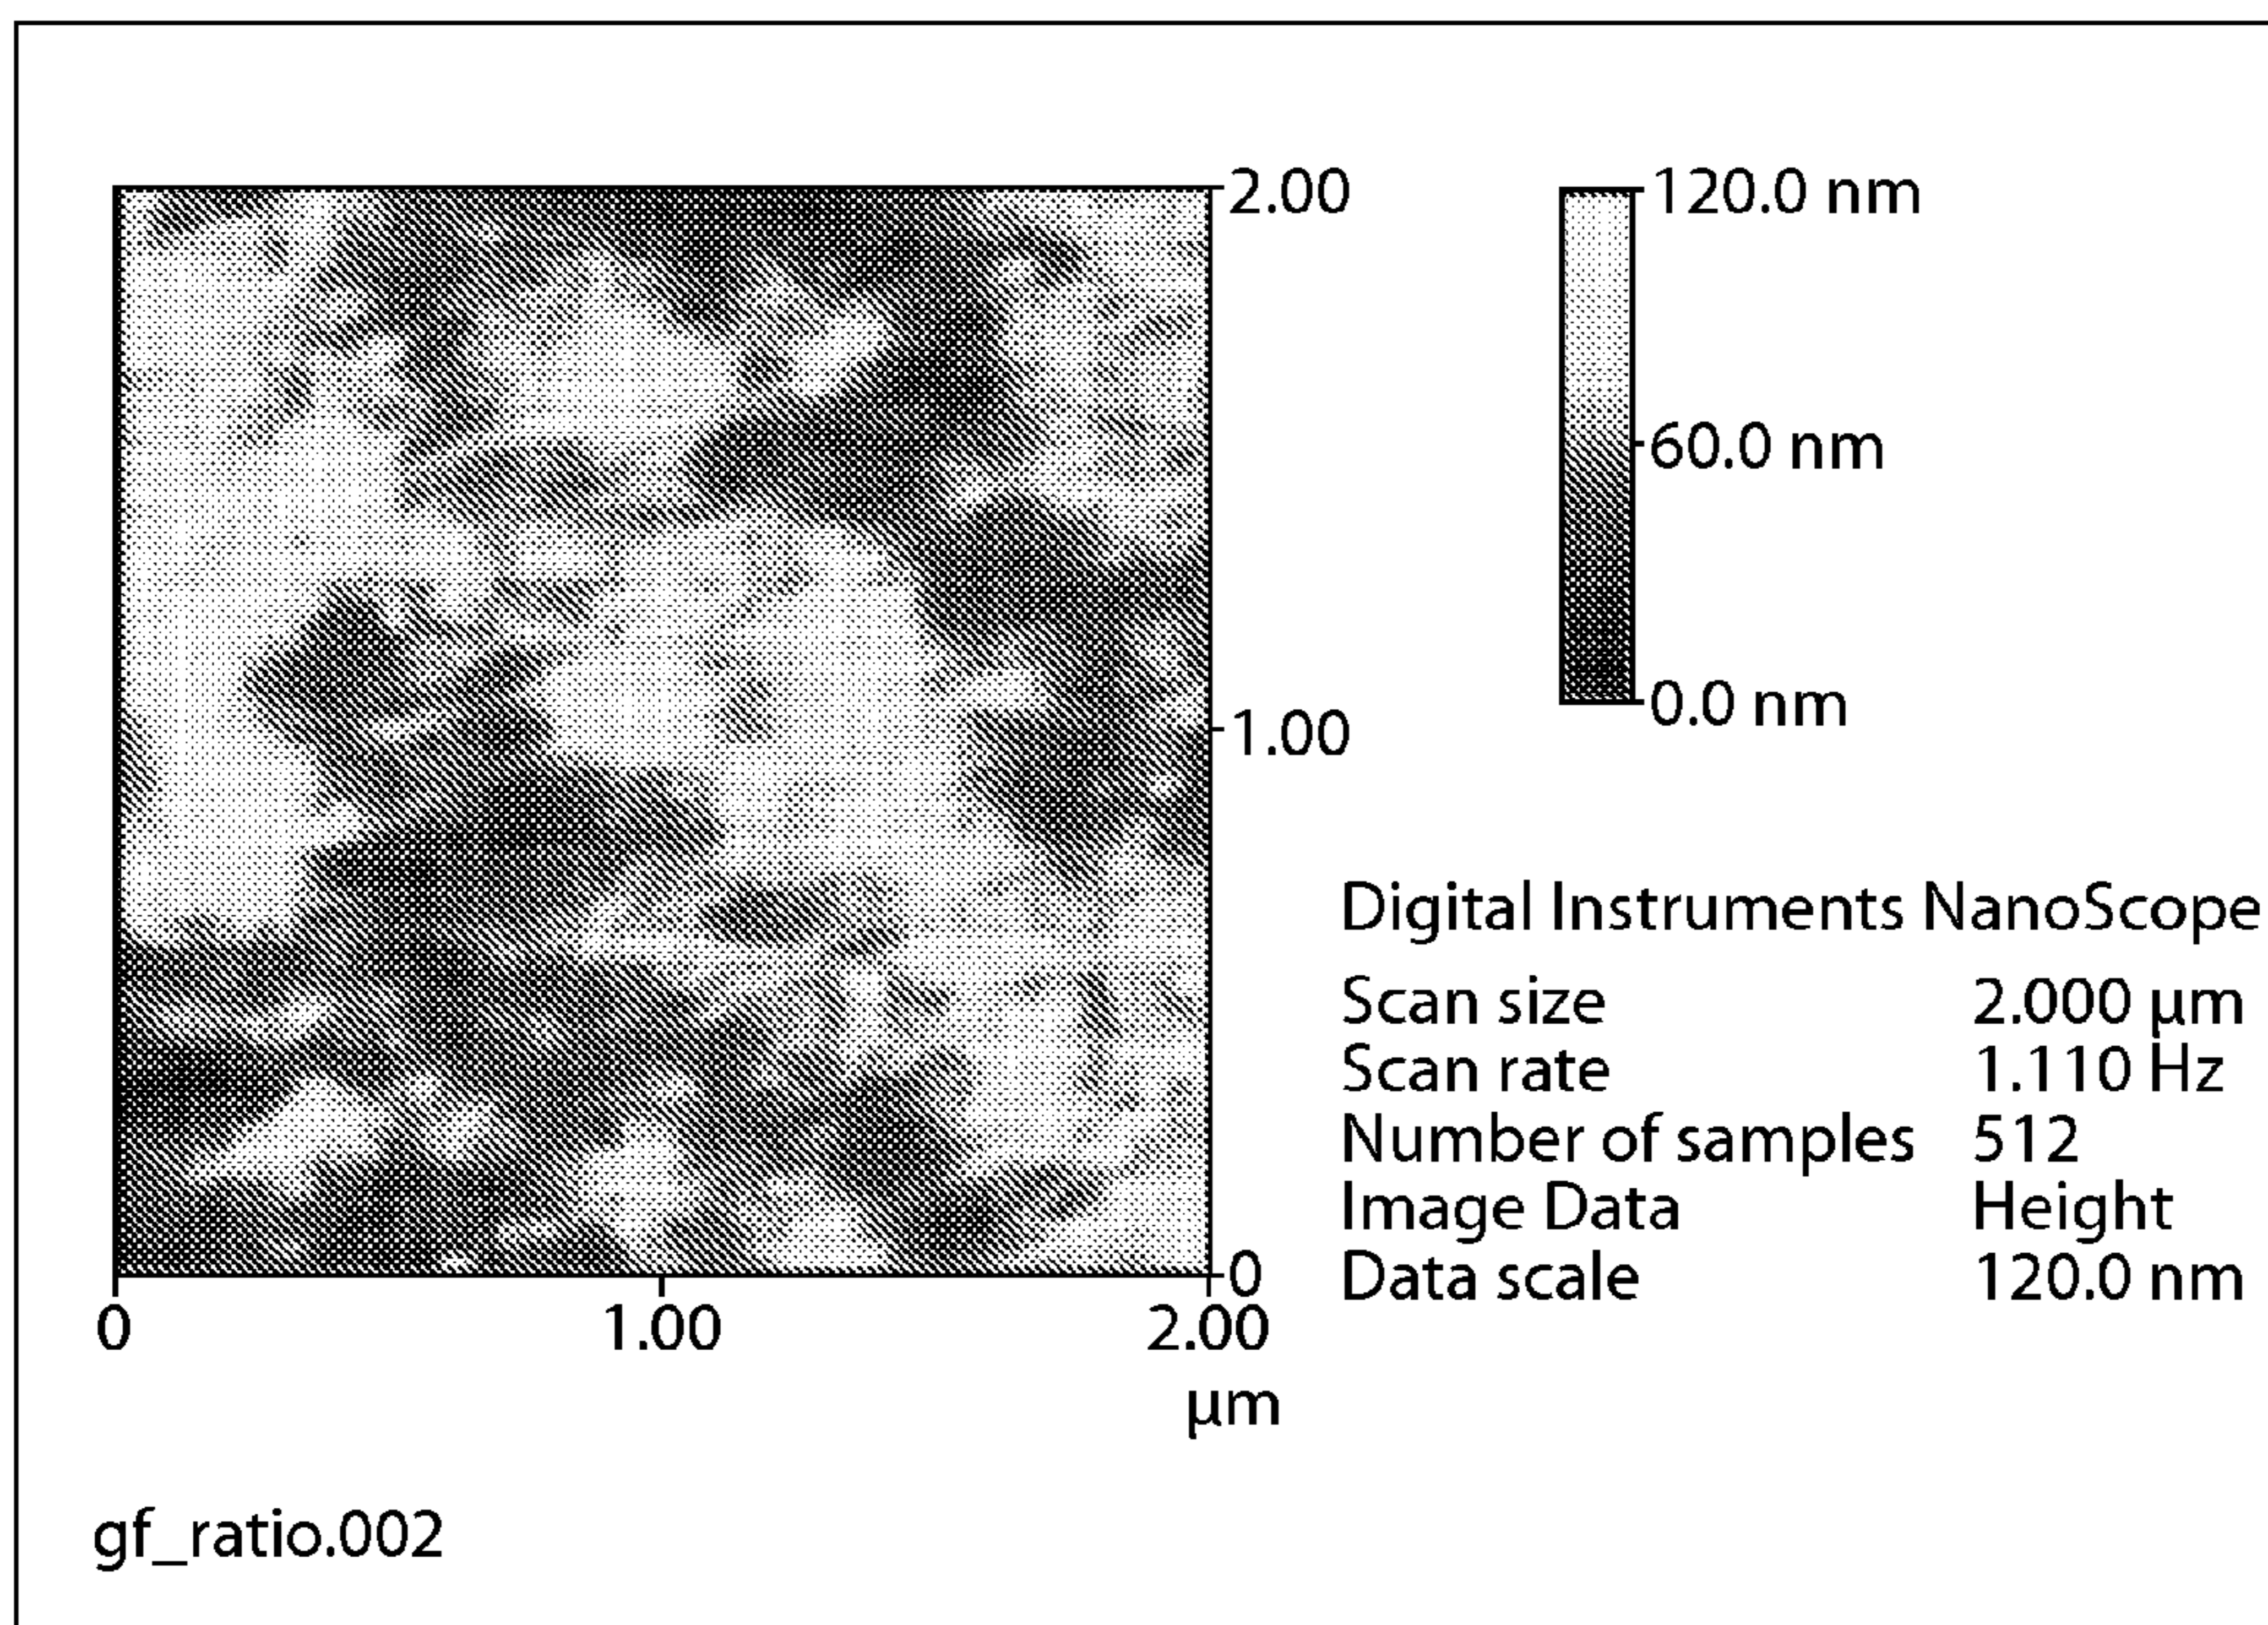 2.00
1.00
0
0
1.00
2.00
µm
120.0 nm
60.0 nm
0.0 nm
Digital Instruments NanoScope
Scan size 2.000 µm
Scan rate 1.110 Hz
Number of samples 512
Image Data Height
Data scale 120.0 nm
gf_ratio.002